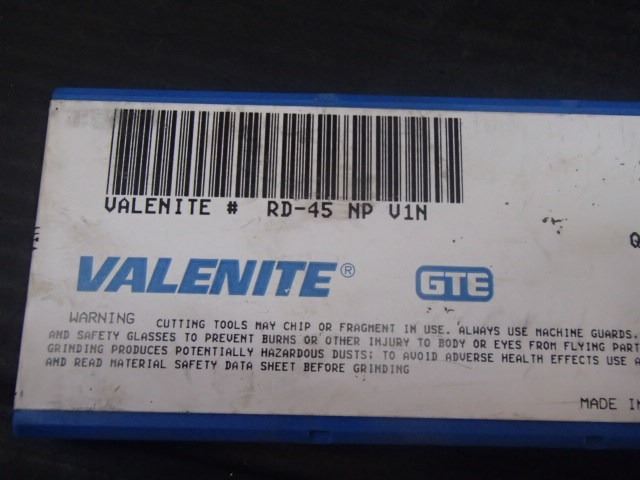 VALENITE # RD-45 NP V1N
Q
VALENITE® GTE
WARNING CUTTING TOOLS MAY CHIP OR FRAGMENT IN USE. ALWAYS USE MACHINE GUARDS,
AND SAFETY GLASSES TO PREVENT BURNS OR OTHER INJURY TO BODY OR EYES FROM FLYING PART
GRINDING PRODUCES POTENTIALLY HAZARDOUS DUSTS; TO AVOID ADVERSE HEALTH EFFECTS USE A
AND READ MATERIAL SAFETY DATA SHEET BEFORE GRINDING
MADE IN